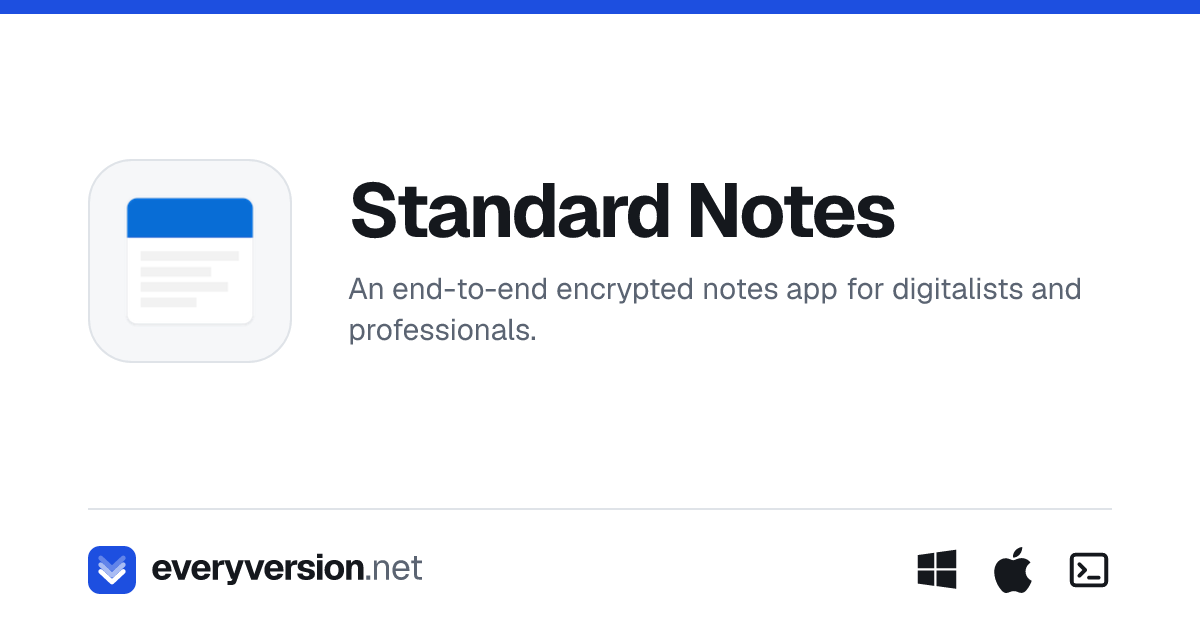 Standard Notes
An end-to-end encrypted notes app for digitalists and
professionals.
everyversion.net